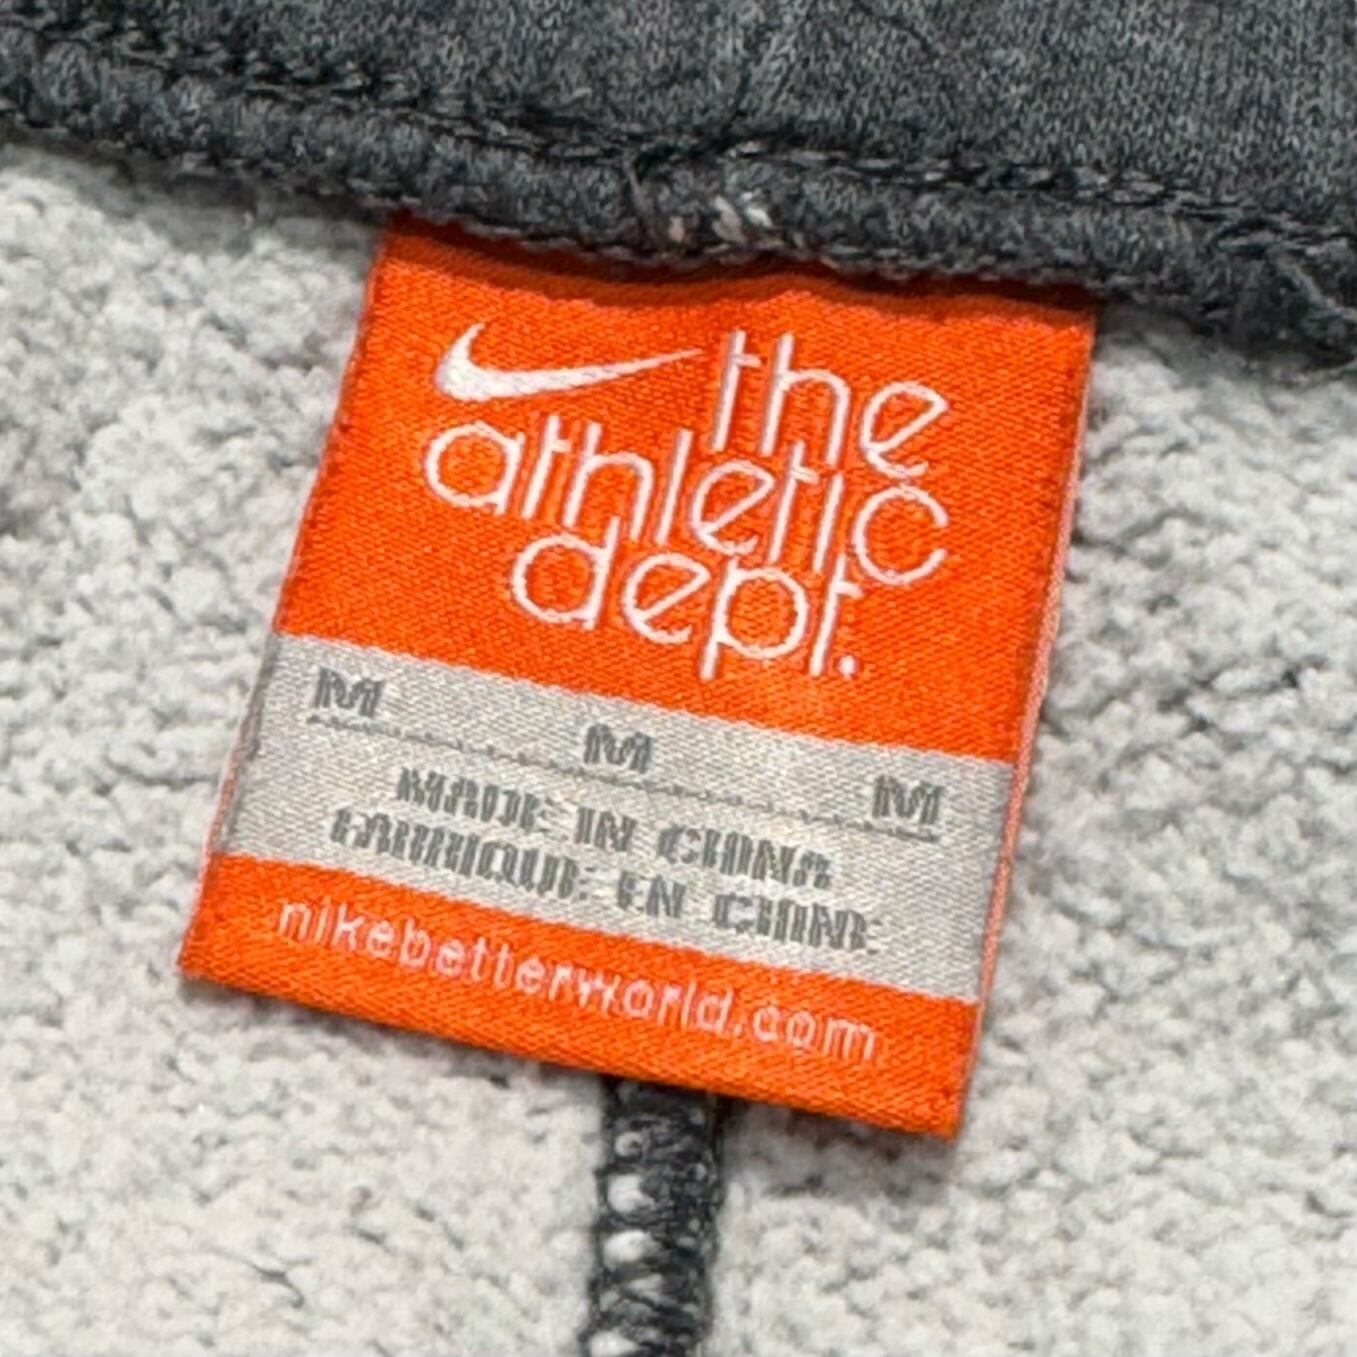 the
athletic
dept.
M M M
MADE IN CHINA
FABRIQUE EN CHINE
nikebetterworld.com